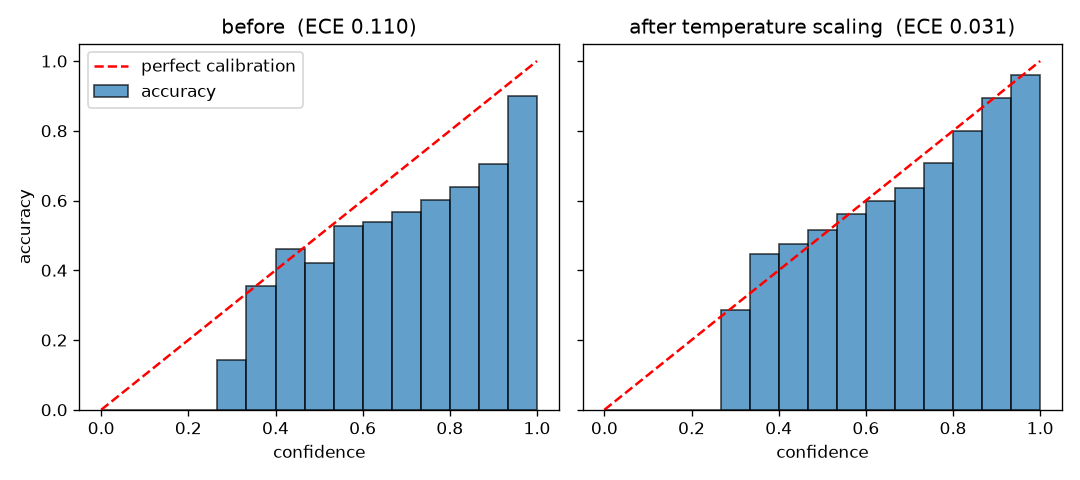 before  (ECE 0.110)
perfect calibration
accuracy
1.0
0.8
0.6
0.4
0.2
0.0
accuracy
0.0 0.2 0.4 0.6 0.8 1.0
confidence
after temperature scaling  (ECE 0.031)
0.0 0.2 0.4 0.6 0.8 1.0
confidence